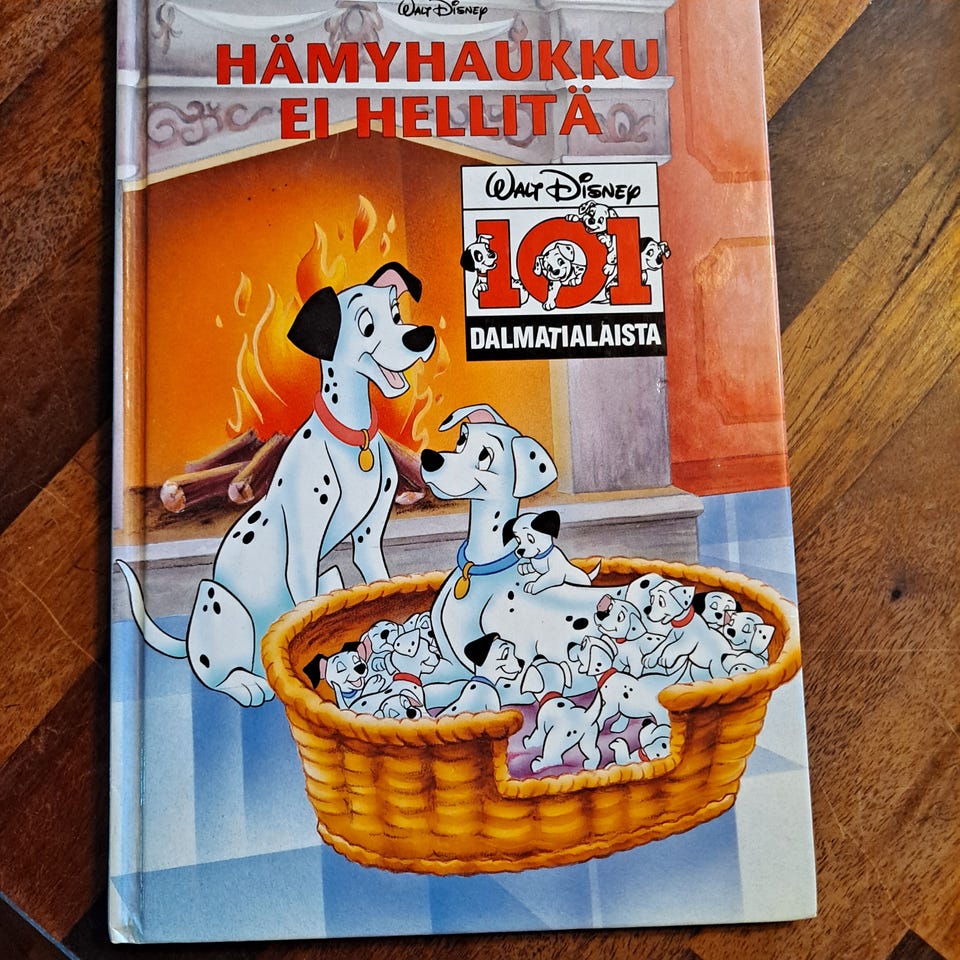 WALT DISNEY
HÄMYHAUKKU
EI HELLITÄ
WALT DISNEY
101
DALMATIALAISTA